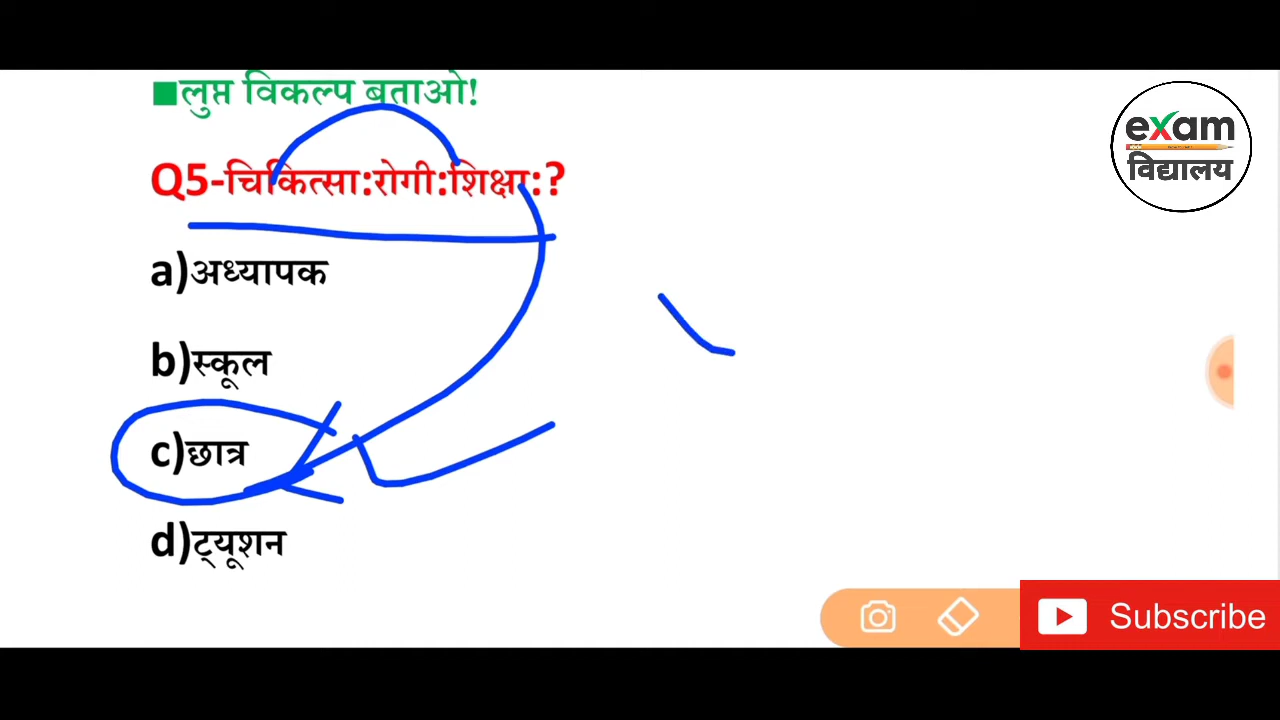 ■लुप्त विकल्प बताओ!
exam
विद्यालय
Q5-चिकित्सा:रोगी:शिक्षा:?
a)अध्यापक
b)स्कूल
c)छात्र
d)ट्यूशन
Subscribe